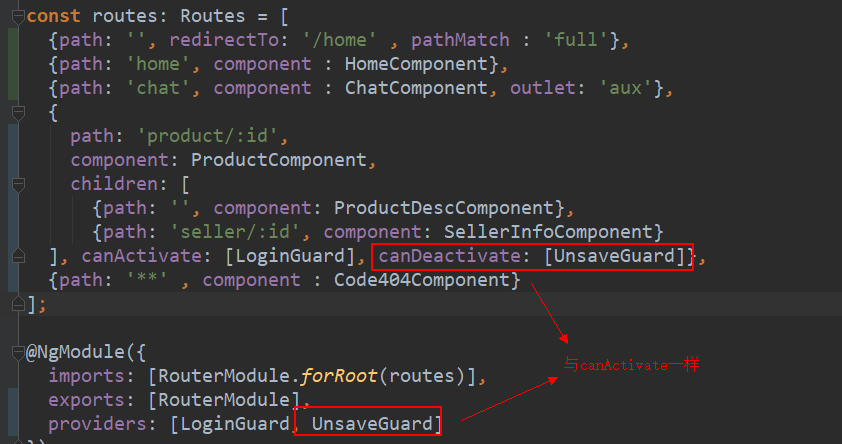 const routes: Routes = [
{path: '', redirectTo: '/home' , pathMatch : 'full'},
{path: 'home', component : HomeComponent},
{path: 'chat', component : ChatComponent, outlet: 'aux'},
{
path: 'product/:id',
component: ProductComponent,
children: [
{path: '', component: ProductDescComponent},
{path: 'seller/:id', component: SellerInfoComponent}
], canActivate: [LoginGuard], canDeactivate: [UnsaveGuard]},
{path: '**' , component : Code404Component}
];
与canActivate一样
@NgModule({
imports: [RouterModule.forRoot(routes)],
exports: [RouterModule],
providers: [LoginGuard, UnsaveGuard]
})